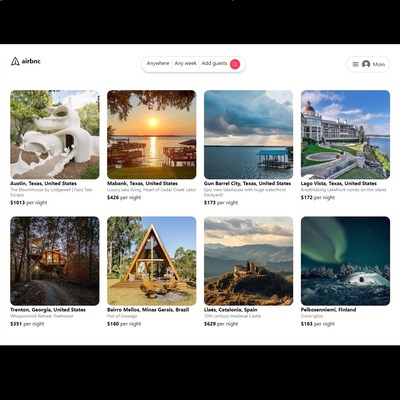 airbnc
Anywhere Any week Add guests
Moin
Austin, Texas, United States
The Bloomhouse by Lodgewell | Fairy Tale
Escape
$1013 per night
Mabank, Texas, United States
Luxury lake living, Heart of Cedar Creek Lake!
$426 per night
Gun Barrel City, Texas, United States
Epic view lakehouse with huge waterfront
backyard!
$173 per night
Lago Vista, Texas, United States
Breathtaking Lakefront condo on the island
$172 per night
Trenton, Georgia, United States
Whippoorwill Retreat Treehouse
$351 per night
Bairro Mellos, Minas Gerais, Brazil
Hut of Sossego
$160 per night
Lladó, Catalonia, Spain
10th century medieval Castle
$629 per night
Pelkosenniemi, Finland
Snow Igloo
$163 per night